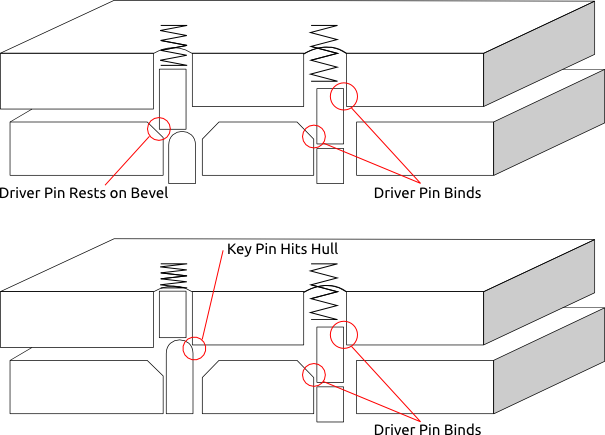 Driver Pin Rests on Bevel
Driver Pin Binds
Key Pin Hits Hull
Driver Pin Binds